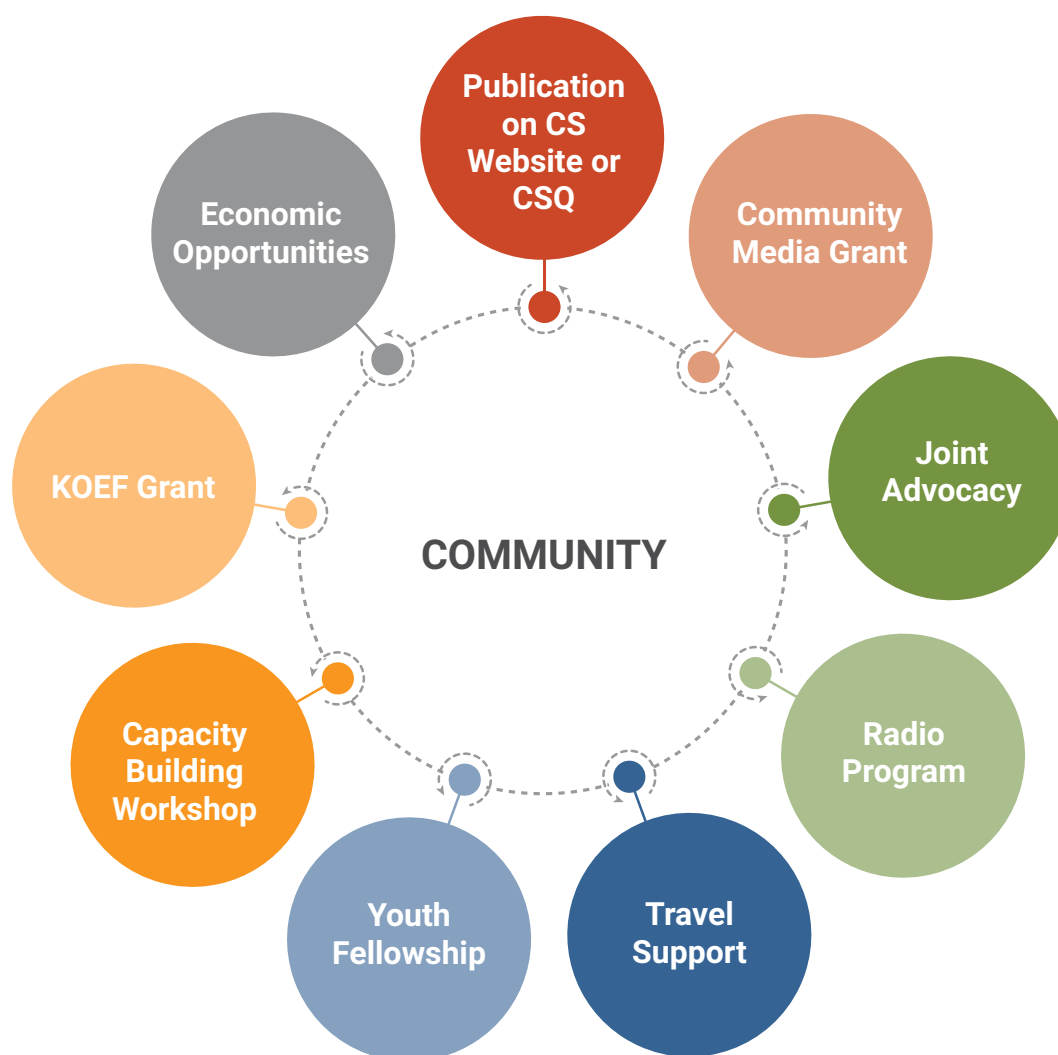 Publication
on CS
Website or
CSQ
Community
Media Grant
Joint
Advocacy
Radio
Program
Travel
Support
Youth
Fellowship
Capacity
Building
Workshop
KOEF Grant
Economic
Opportunities
COMMUNITY